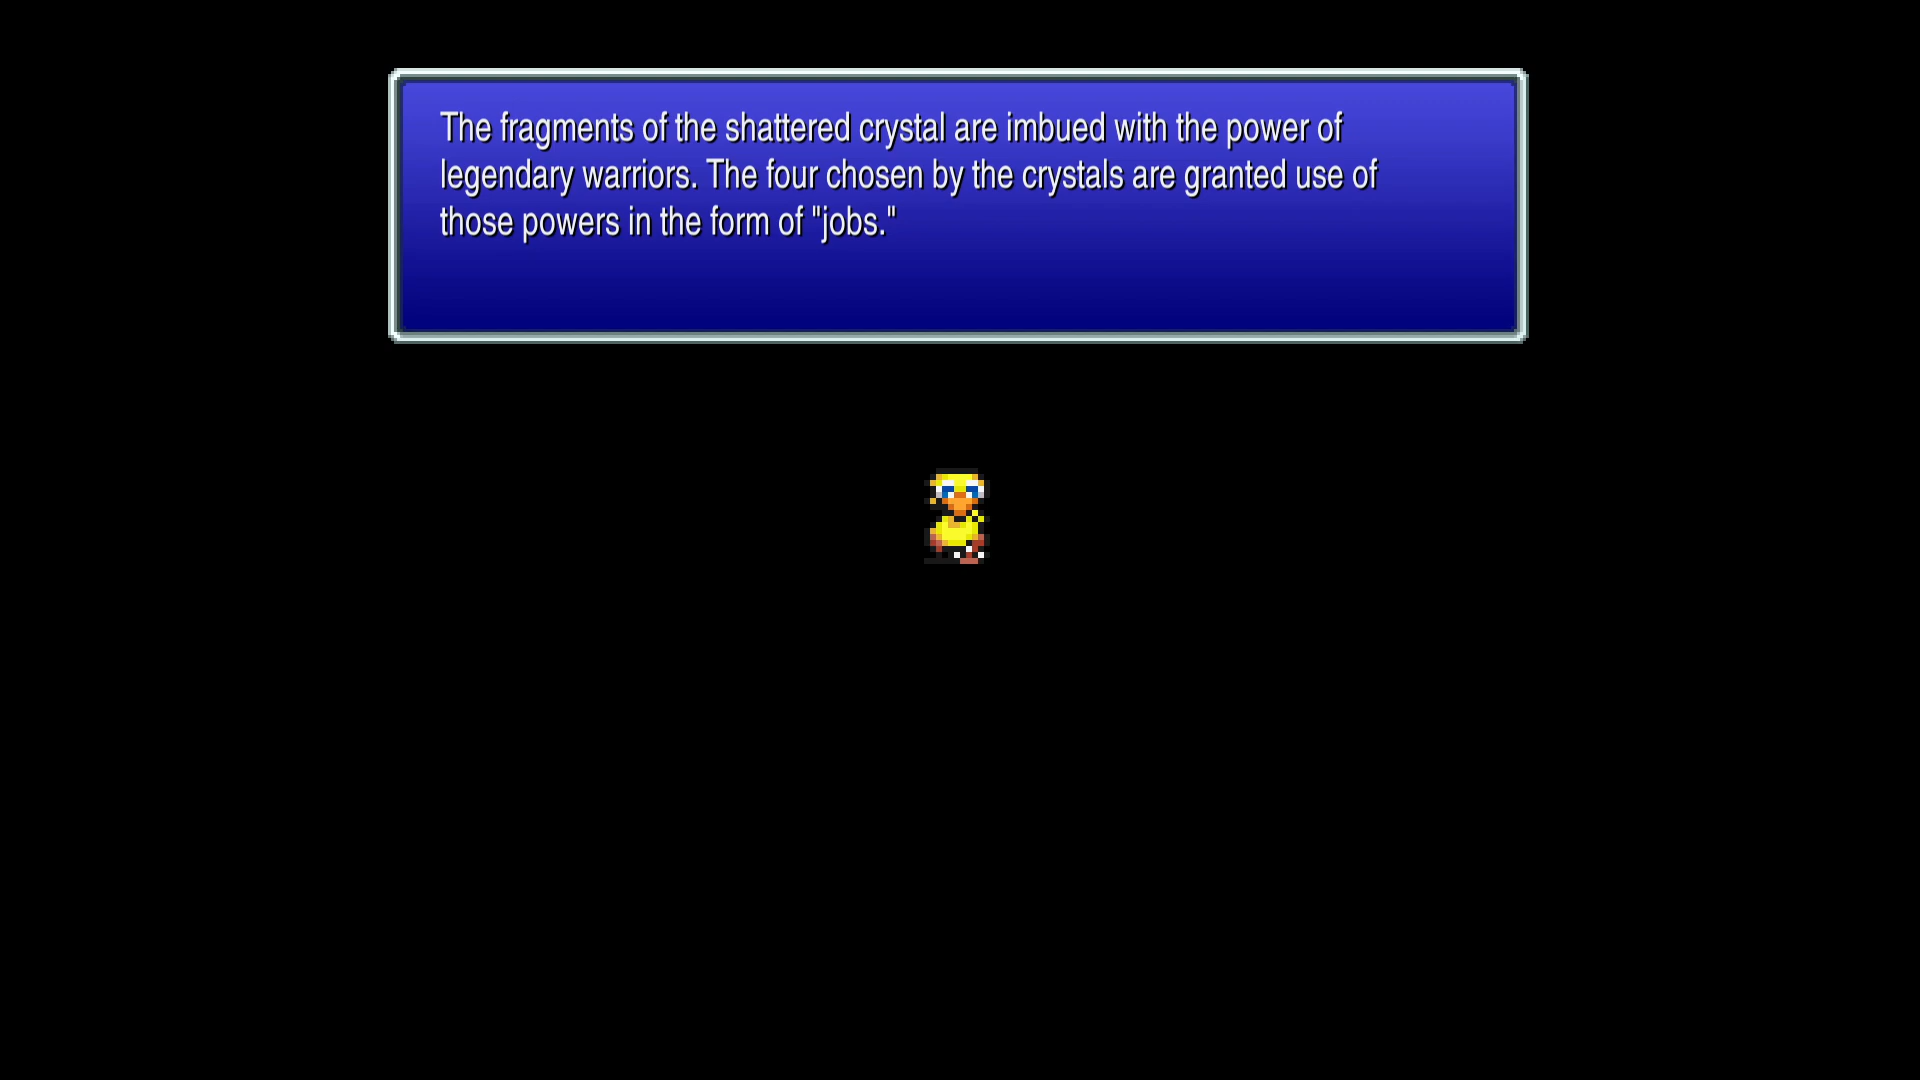 The fragments of the shattered crystal are imbued with the power of
legendary warriors. The four chosen by the crystals are granted use of
those powers in the form of "jobs."